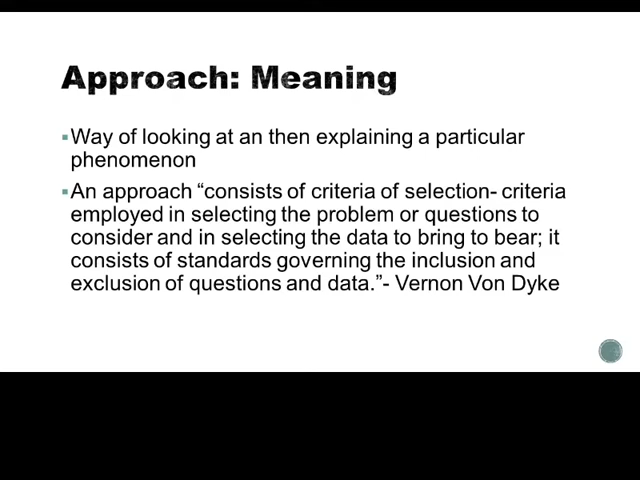 Approach: Meaning
Way of looking at an then explaining a particular
phenomenon
An approach “consists of criteria of selection- criteria
employed in selecting the problem or questions to
consider and in selecting the data to bring to bear; it
consists of standards governing the inclusion and
exclusion of questions and data.”- Vernon Von Dyke